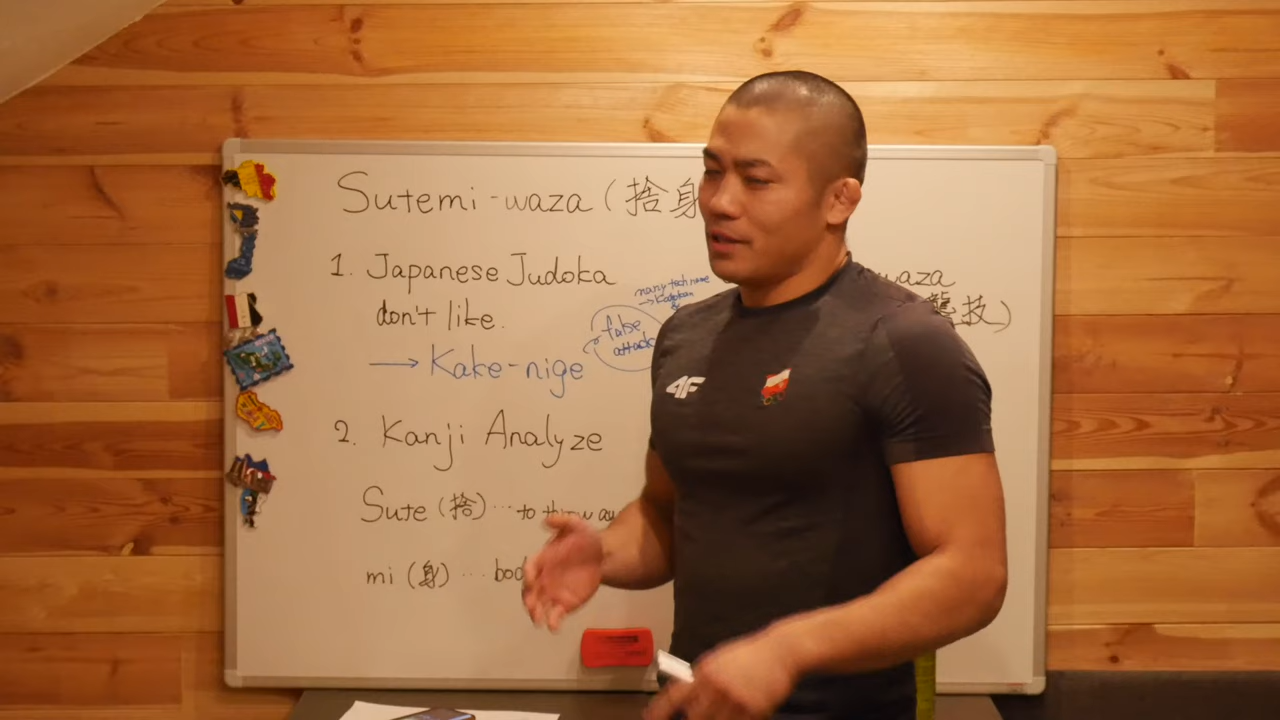 Sutemi-waza (捨身
1. Japanese Judoka
don't like.
→ Kake-nige
false
attack
many tech name
→ Kodokan
waza
技)
2. Kanji Analyze
Sute (捨) … to throw
mi (身) …
4F